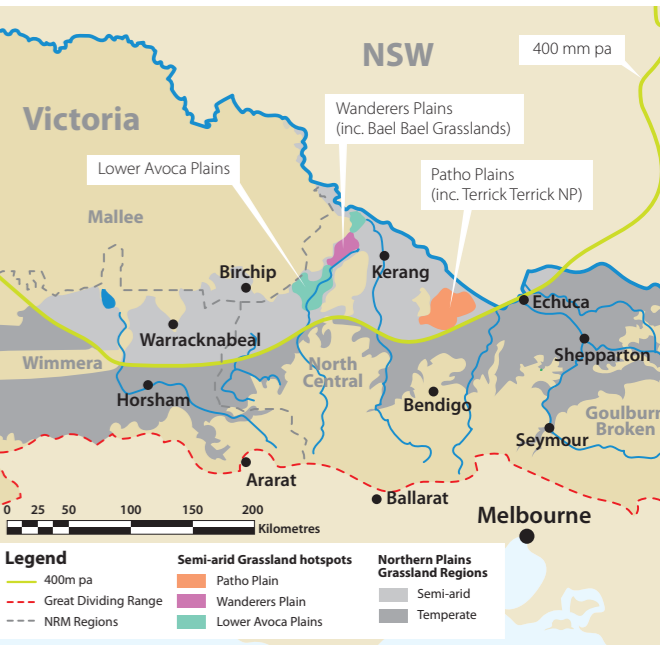 NSW
400 mm pa
Victoria
Wanderers Plains
(inc. Bael Bael Grasslands)
Lower Avoca Plains
Patho Plains
(inc. Terrick Terrick NP)
Mallee
Birchip
Kerang
Echuca
Warracknabeal
Shepparton
Wimmera
North
Central
Horsham
Bendigo
Goulburn
Broken
Seymour
Ararat
Ballarat
0 25 50 100 150 200
Kilometres
Melbourne
Legend
400m pa
Great Dividing Range
NRM Regions
Semi-arid Grassland hotspots
Patho Plain
Wanderers Plain
Lower Avoca Plains
Northern Plains
Grassland Regions
Semi-arid
Temperate